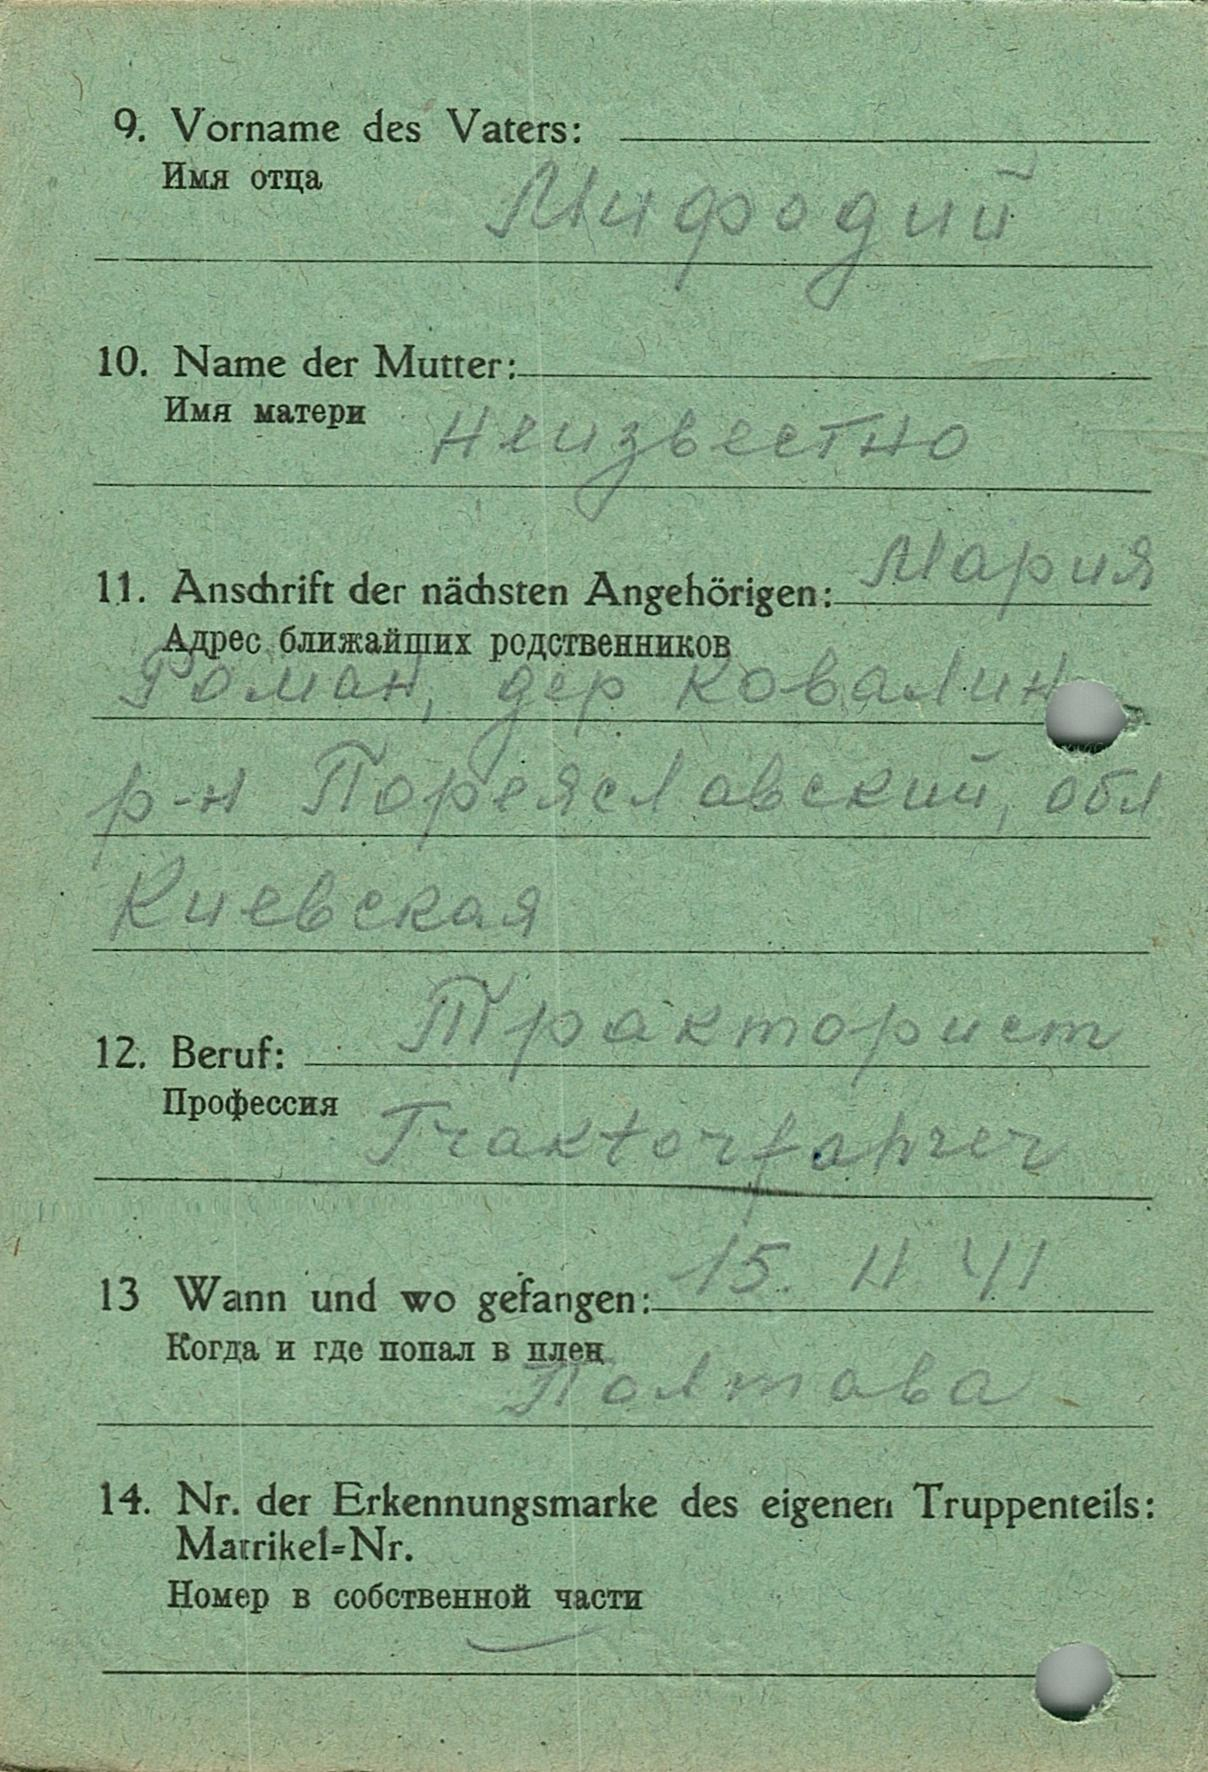 9. Vorname des Vaters:
Имя отца
Мифодий
10. Name der Mutter:
Имя матери
неизвестно
Мария
11. Anschrift der nächsten Angehörigen:
Адрес ближайших родственников
Роман, дер Ковалин
р-н Пореяславский, обл
Киевская
Тракторист
12. Beruf:
Профессия
Traktorfahrer
15. II 41
13 Wann und wo gefangen:
Когда и где попал в плен
Полтава
14. Nr. der Erkennungsmarke des eigenen Truppenteils:
Matrikel=Nr.
Номер в собственной части